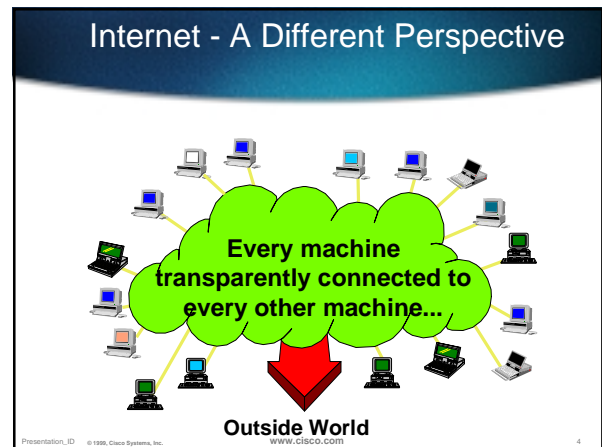 Internet - A Different Perspective
Every machine
transparently connected to
every other machine...
Outside World
Presentation_ID © 1999, Cisco Systems, Inc. www.cisco.com 4